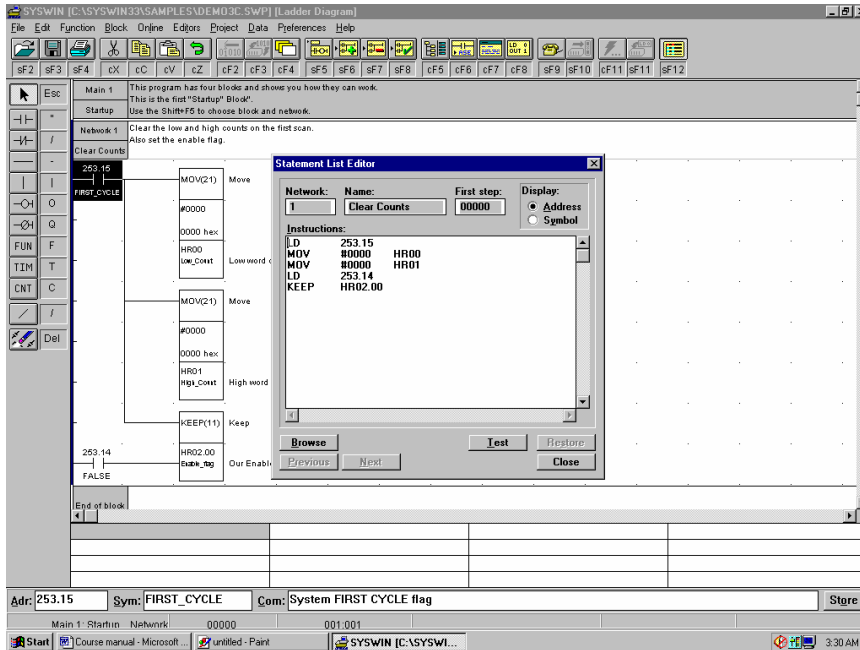 SYSWIN [C:\SYSWIN33\SAMPLES\DEMO3C.SWP] [Ladder Diagram]
File Edit Function Block Online Editors Project Data Preferences Help
sF2 sF3 sF4 cX cC cV cZ cF2 cF3 cF4 sF5 sF6 sF7 sF8 cF5 cF6 cF7 cF8 sF9 sF10 cF11 sF11 sF12
Esc
"
/
-
|
O
Q
FUN F
TIM T
CNT C
/ /
Del
Main 1
Startup
This program has four blocks and shows you how they can work.
This is the first "Startup" Block".
Use the Shift+F5 to choose block and network.
Network 1
Clear Counts
Clear the low and high counts on the first scan.
Also set the enable flag.
253.15
FIRST_CYCLE
MOV(21) Move
#0000
0000 hex
HR00
Low_Count Low word
MOV(21) Move
#0000
0000 hex
HR01
High_Count High word
KEEP(11) Keep
253.14
FALSE
HR02.00
Enable_flag Our Enabl
End of block
Statement List Editor
Network: Name: First step: Display:
1 Clear Counts 00000
Address
Symbol
Instructions:
LD 253.15
MOV #0000 HR00
MOV #0000 HR01
LD 253.14
KEEP HR02.00
Browse Test Restore
Previous Next Close
Adr: 253.15 Sym: FIRST_CYCLE Com: System FIRST CYCLE flag Store
Main 1: Startup Network 00000 001:001
Start Course manual - Microsoft ... untitled - Paint SYSWIN [C:\SYSWI... 3:30 AM